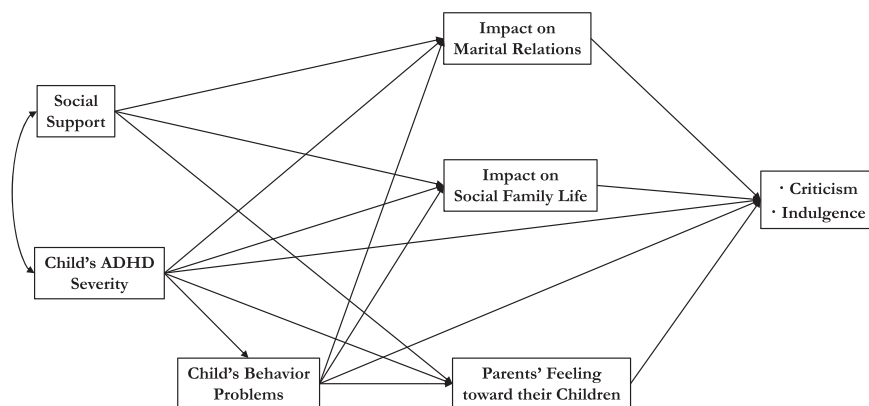 Impact on
Marital Relations
Social
Support
Impact on
Social Family Life
・Criticism
・Indulgence
Child's ADHD
Severity
Child's Behavior
Problems
Parents' Feeling
toward their Children